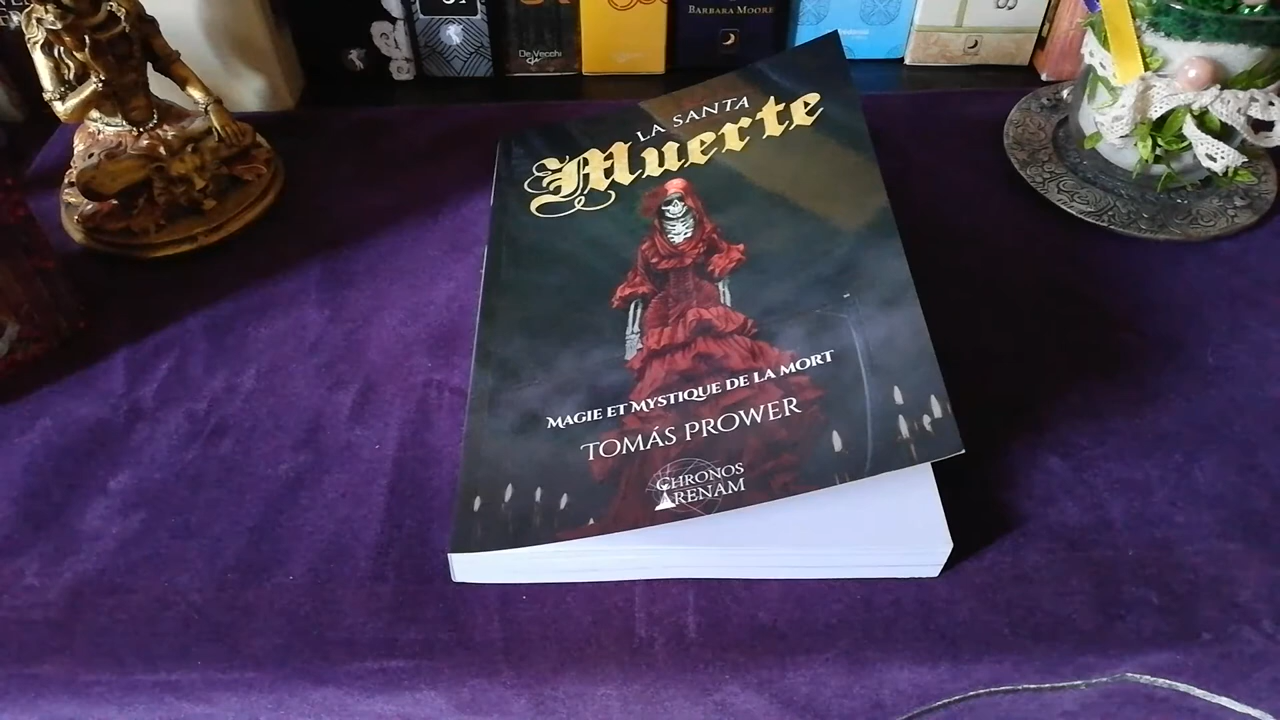 De Vecchi
BARBARA MOORE
LA SANTA
Muerte
MAGIE ET MYSTIQUE DE LA MORT
TOMÁS PROWER
CHRONOS
ARENAM